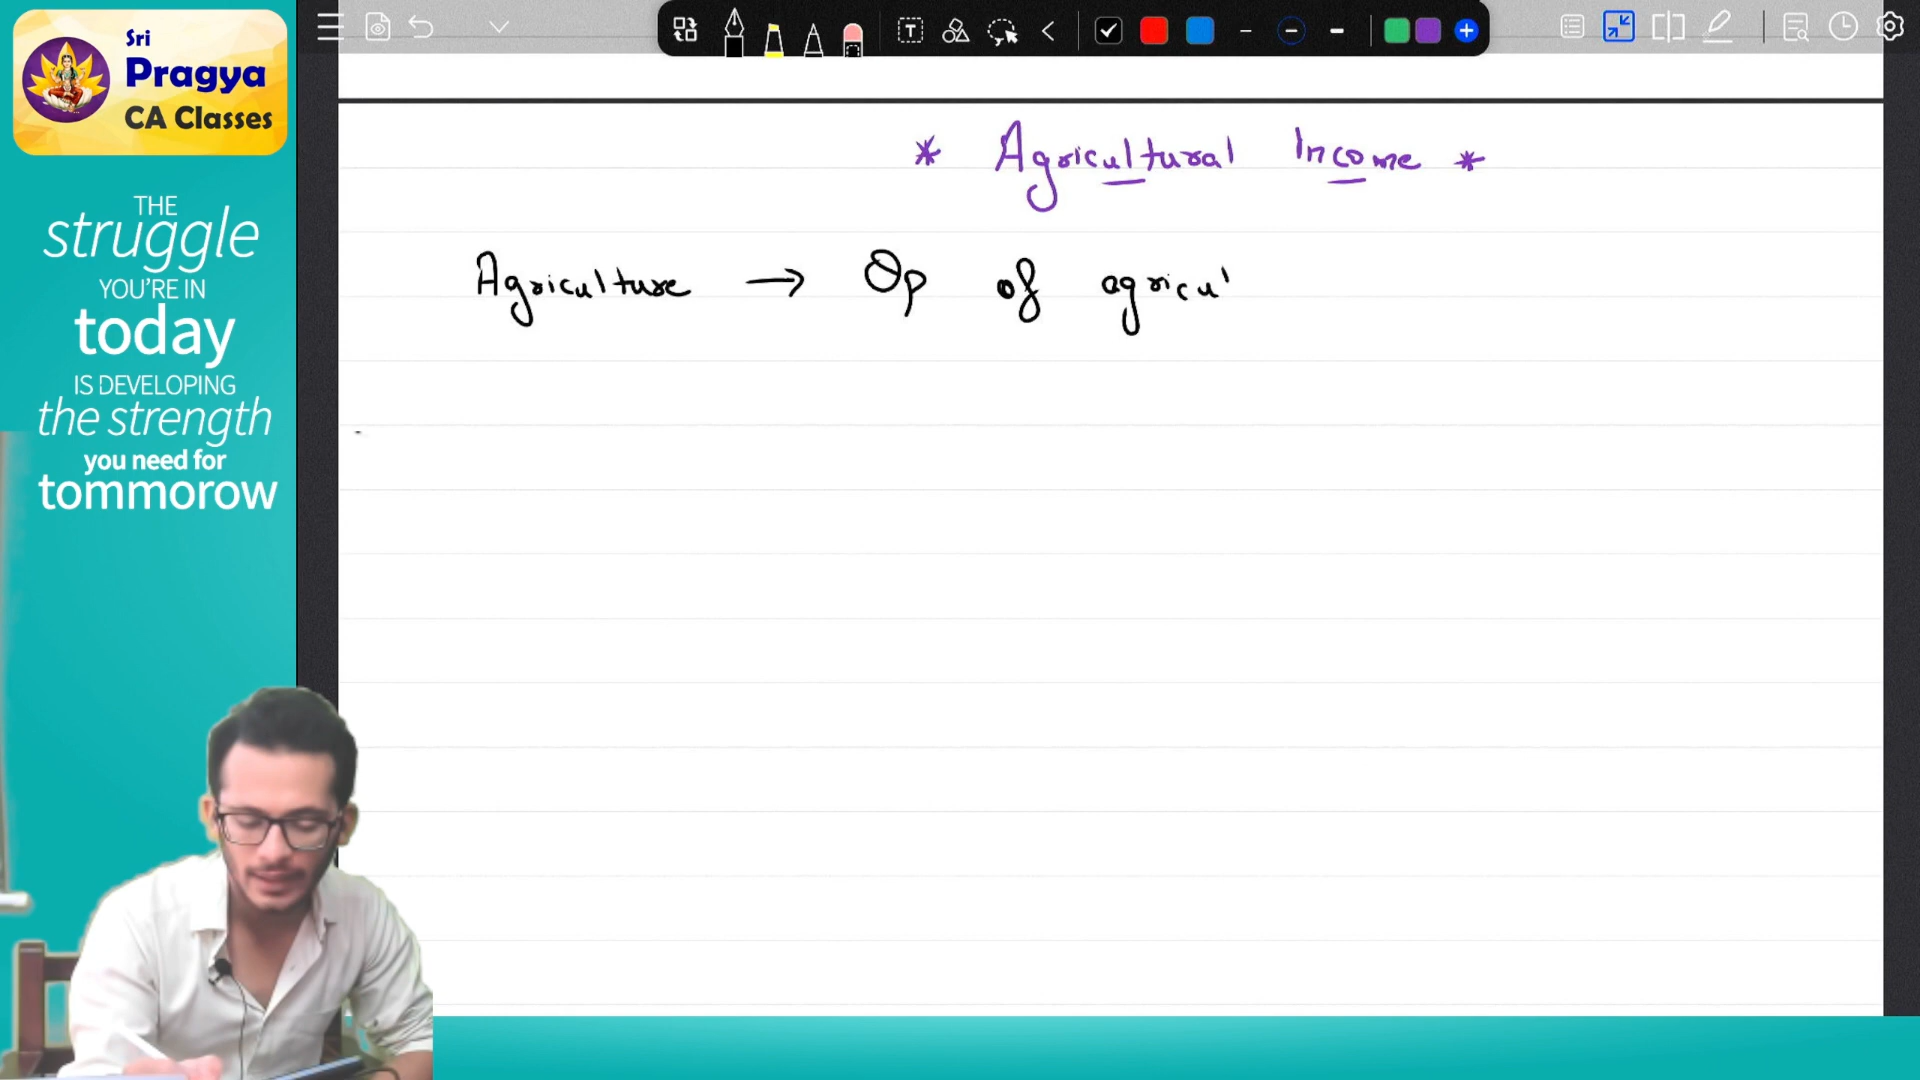 Sri
Pragya
CA Classes
THE
struggle
YOU'RE IN
today
IS DEVELOPING
the strength
you need for
tommorow
* Agricultural Income *
Agriculture → Op of agricul